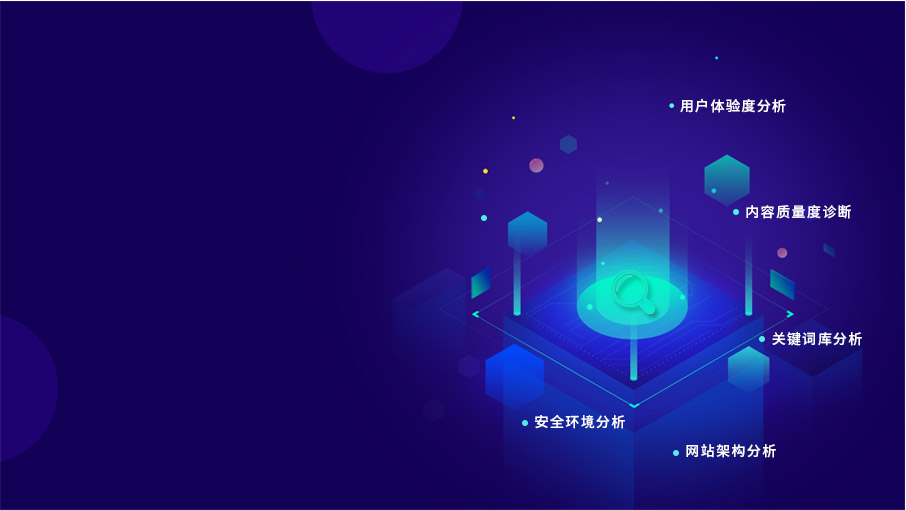 用户体验度分析
内容质量度诊断
关键词库分析
安全环境分析
网站架构分析